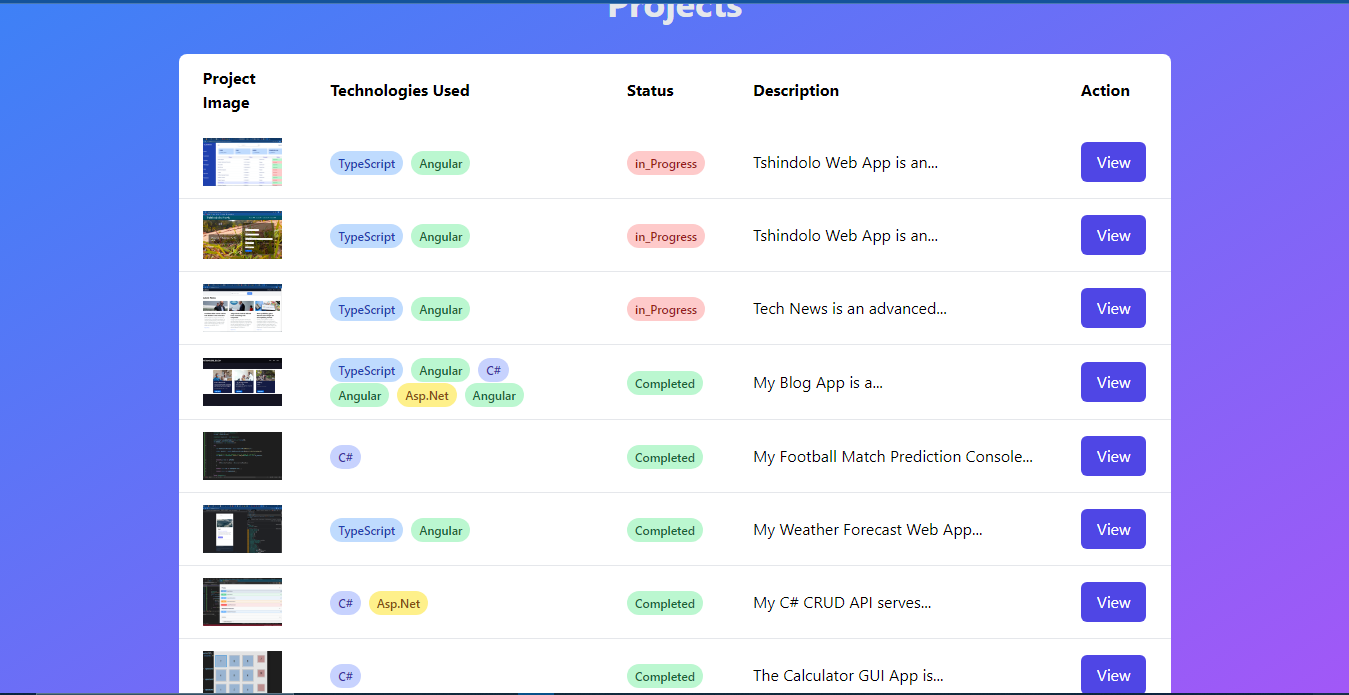 Projects
Project Image
Technologies Used
Status
Description
Action
TypeScript Angular in_Progress Tshindolo Web App is an... View
TypeScript Angular in_Progress Tshindolo Web App is an... View
TypeScript Angular in_Progress Tech News is an advanced... View
TypeScript Angular C#
Angular Asp.Net Angular
Completed My Blog App is a... View
C# Completed My Football Match Prediction Console... View
TypeScript Angular Completed My Weather Forecast Web App... View
C# Asp.Net Completed My C# CRUD API serves... View
C# Completed The Calculator GUI App is... View